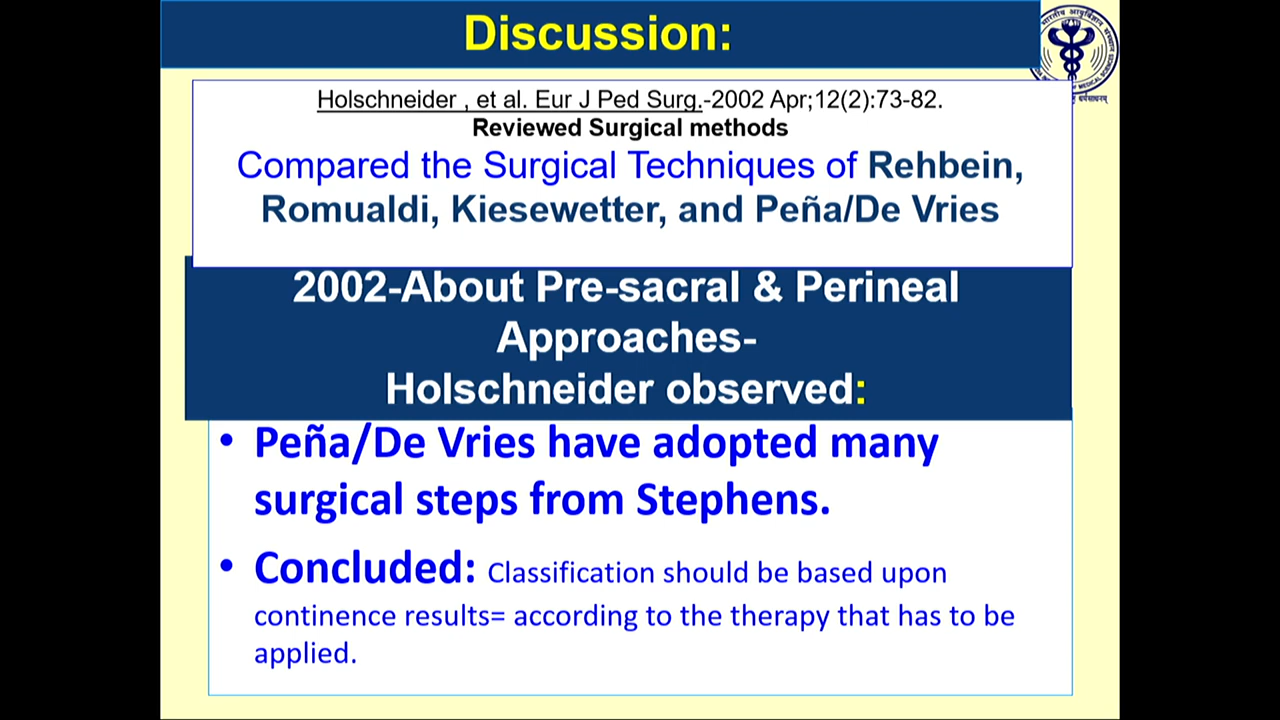 Discussion:
Holschneider , et al. Eur J Ped Surg.-2002 Apr;12(2):73-82.
Reviewed Surgical methods
Compared the Surgical Techniques of Rehbein,
Romualdi, Kiesewetter, and Peña/De Vries
2002-About Pre-sacral & Perineal
Approaches-
Holschneider observed:
• Peña/De Vries have adopted many
surgical steps from Stephens.
• Concluded: Classification should be based upon
continence results= according to the therapy that has to be
applied.